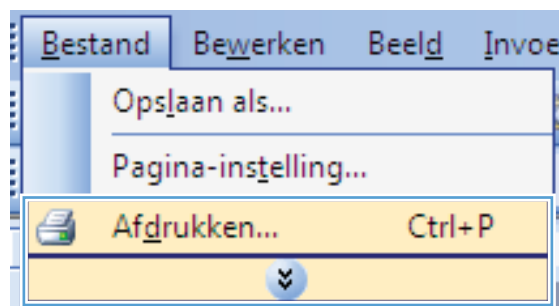 Bestand Bewerken Beeld Invoe
Opslaan als...
Pagina-instelling...
Afdrukken... Ctrl+P